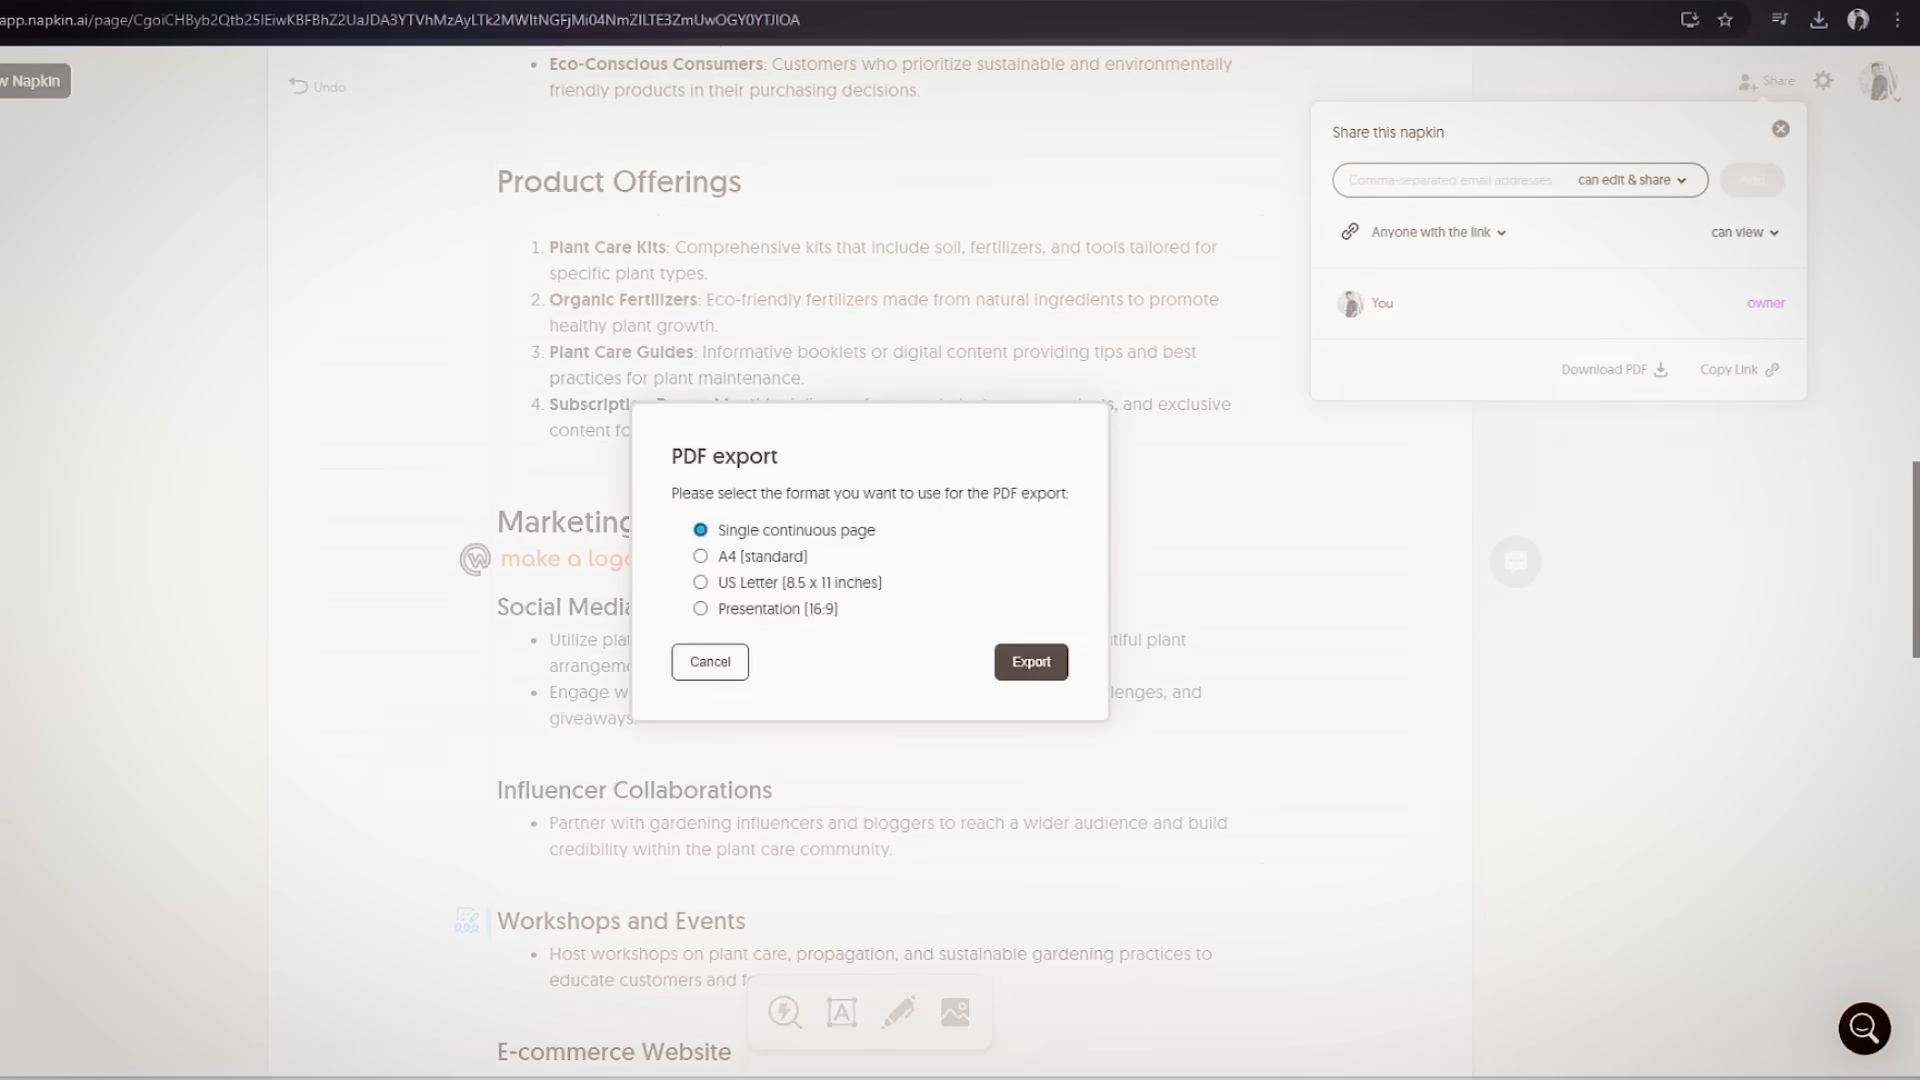 app.napkin.ai/page/
w Napkin
Undo
Share
Eco-Conscious Consumers: Customers who prioritize sustainable and environmentally
friendly products in their purchasing decisions.
Share this napkin
Comma-separated email addresses can edit & share
Add
Anyone with the link can view
You owner
Download PDF Copy Link
Product Offerings
1. Plant Care Kits: Comprehensive kits that include soil, fertilizers, and tools tailored for
specific plant types.
2. Organic Fertilizers: Eco-friendly fertilizers made from natural ingredients to promote
healthy plant growth.
3. Plant Care Guides: Informative booklets or digital content providing tips and best
practices for plant maintenance.
4. , and exclusive
content
PDF export
Please select the format you want to use for the PDF export:
Single continuous page
A4 [standard]
US Letter [8.5 x 11 inches]
Presentation [16:9]
Cancel Export
Marketing
make a logo
Social Media
Utilize plant
Engage
giveaways.
Influencer Collaborations
Partner with gardening influencers and bloggers to reach a wider audience and build
credibility within the plant care community.
Workshops and Events
Host workshops on plant care, propagation, and sustainable gardening practices to
educate customers and
E-commerce Website